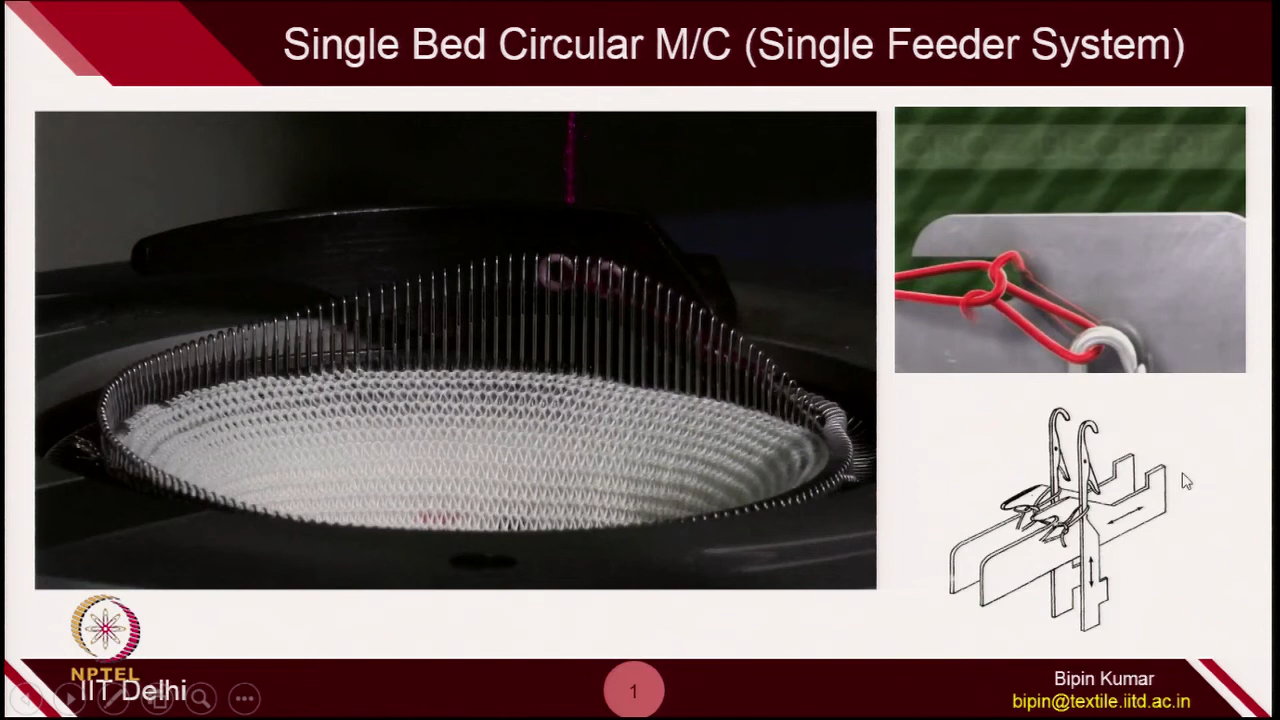 Single Bed Circular M/C (Single Feeder System)
NPTEL
IIT Delhi
1
Bipin Kumar
bipin@textile.iitd.ac.in